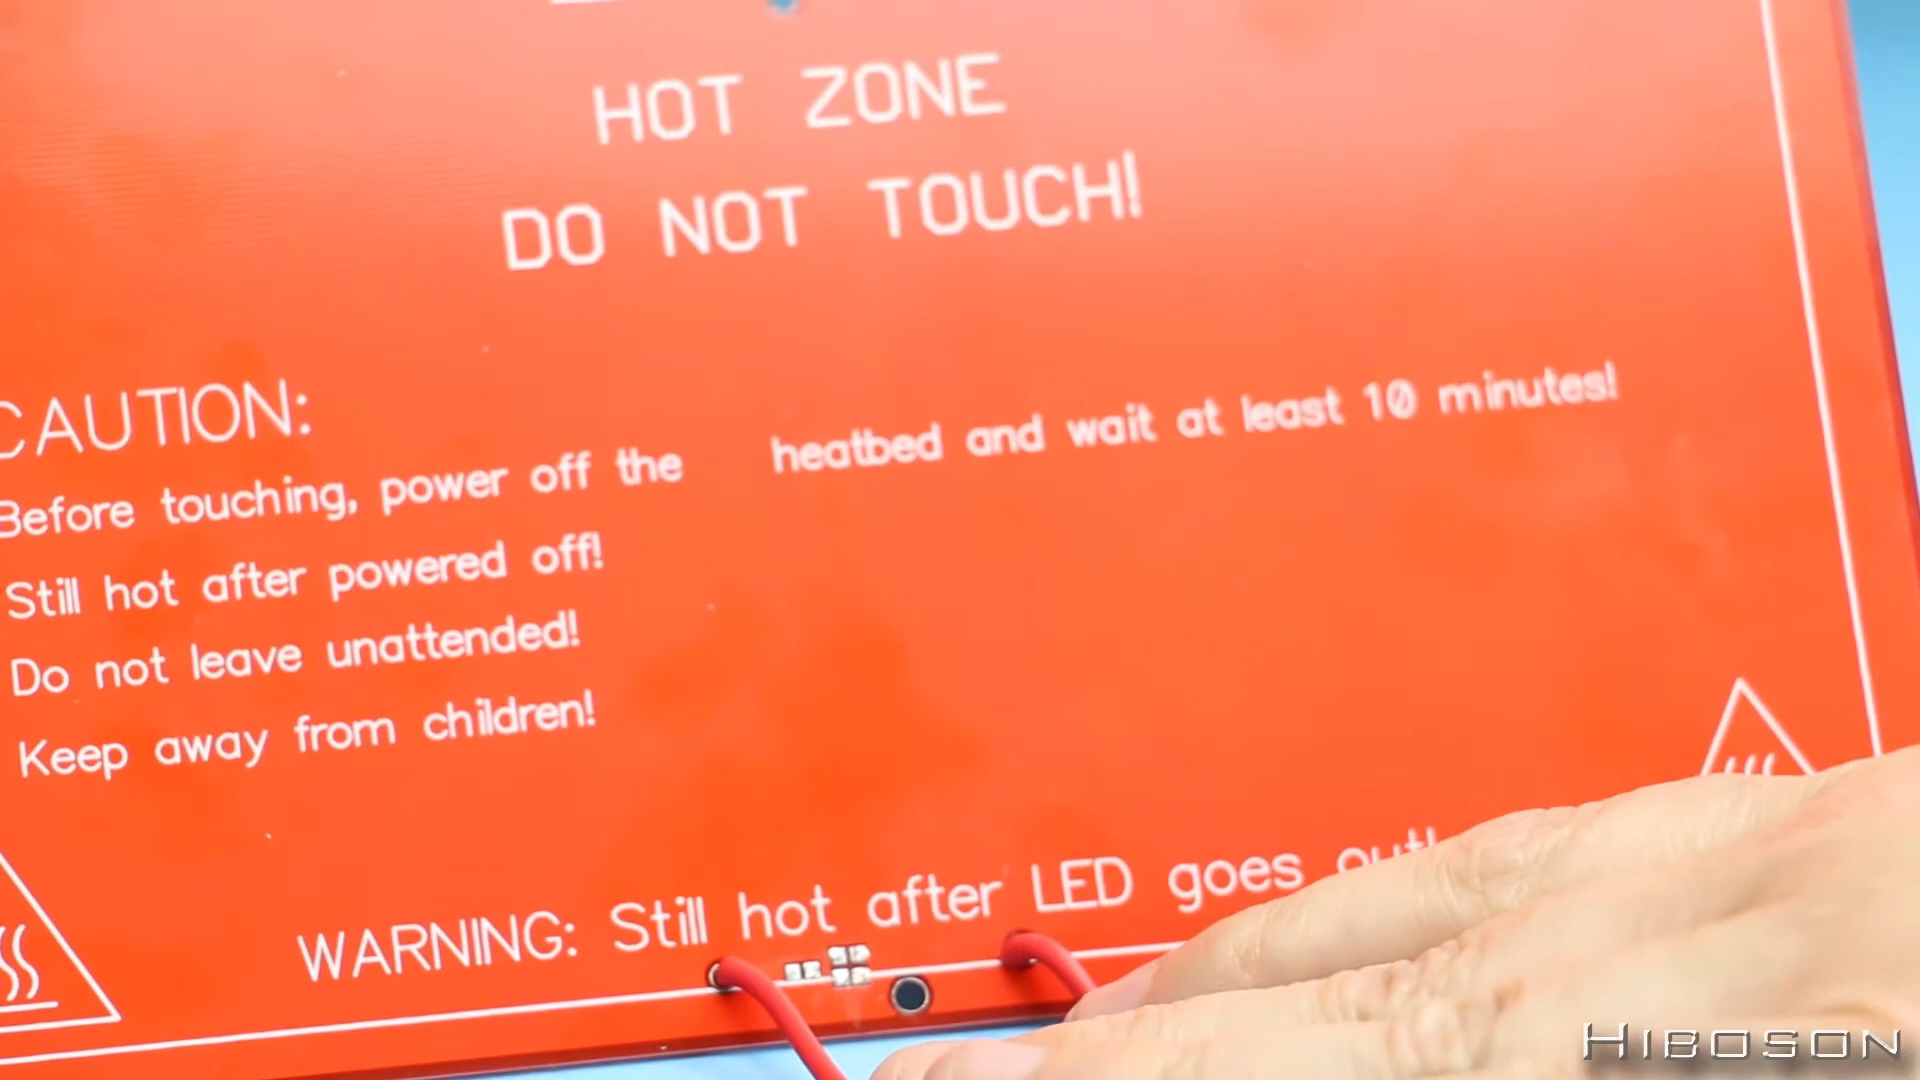 HOT ZONE
DO NOT TOUCH!
CAUTION:
Before touching, power off the heatbed and wait at least 10 minutes!
Still hot after powered off!
Do not leave unattended!
Keep away from children!
WARNING: Still hot after LED goes out!
HIBOSON